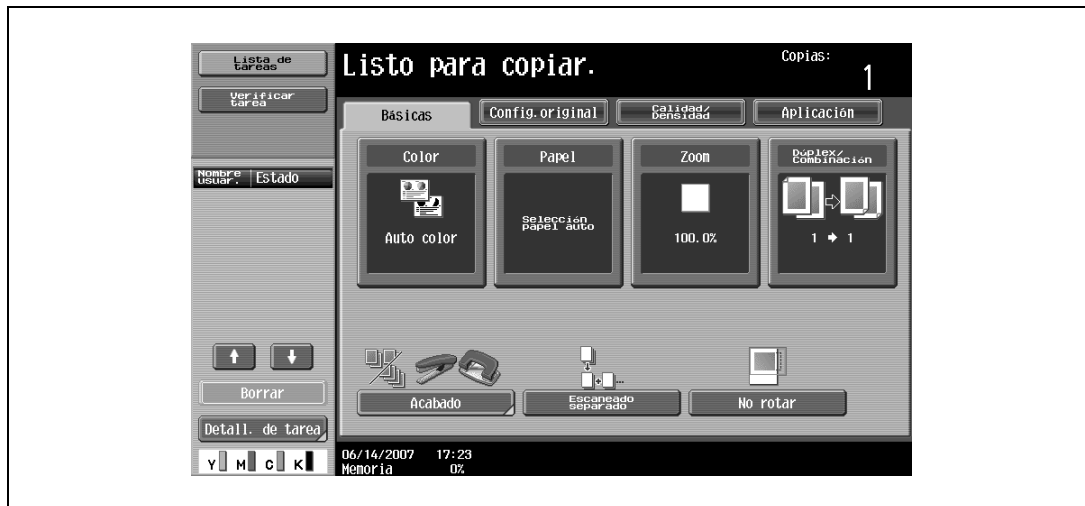 Lista de
tareas
Verificar
tarea
Nombre
usuar.
Estado
Borrar
Detall. de tarea
Y M C K
Listo para copiar.
Copias:
1
Básicas
Config.original
Calidad/
Densidad
Aplicación
Color
Auto color
Papel
Selección
papel auto
Zoom
100.0%
Dúplex/
Combinación
1 → 1
Acabado
Escaneado
separado
No rotar
06/14/2007 17:23
Memoria 0%